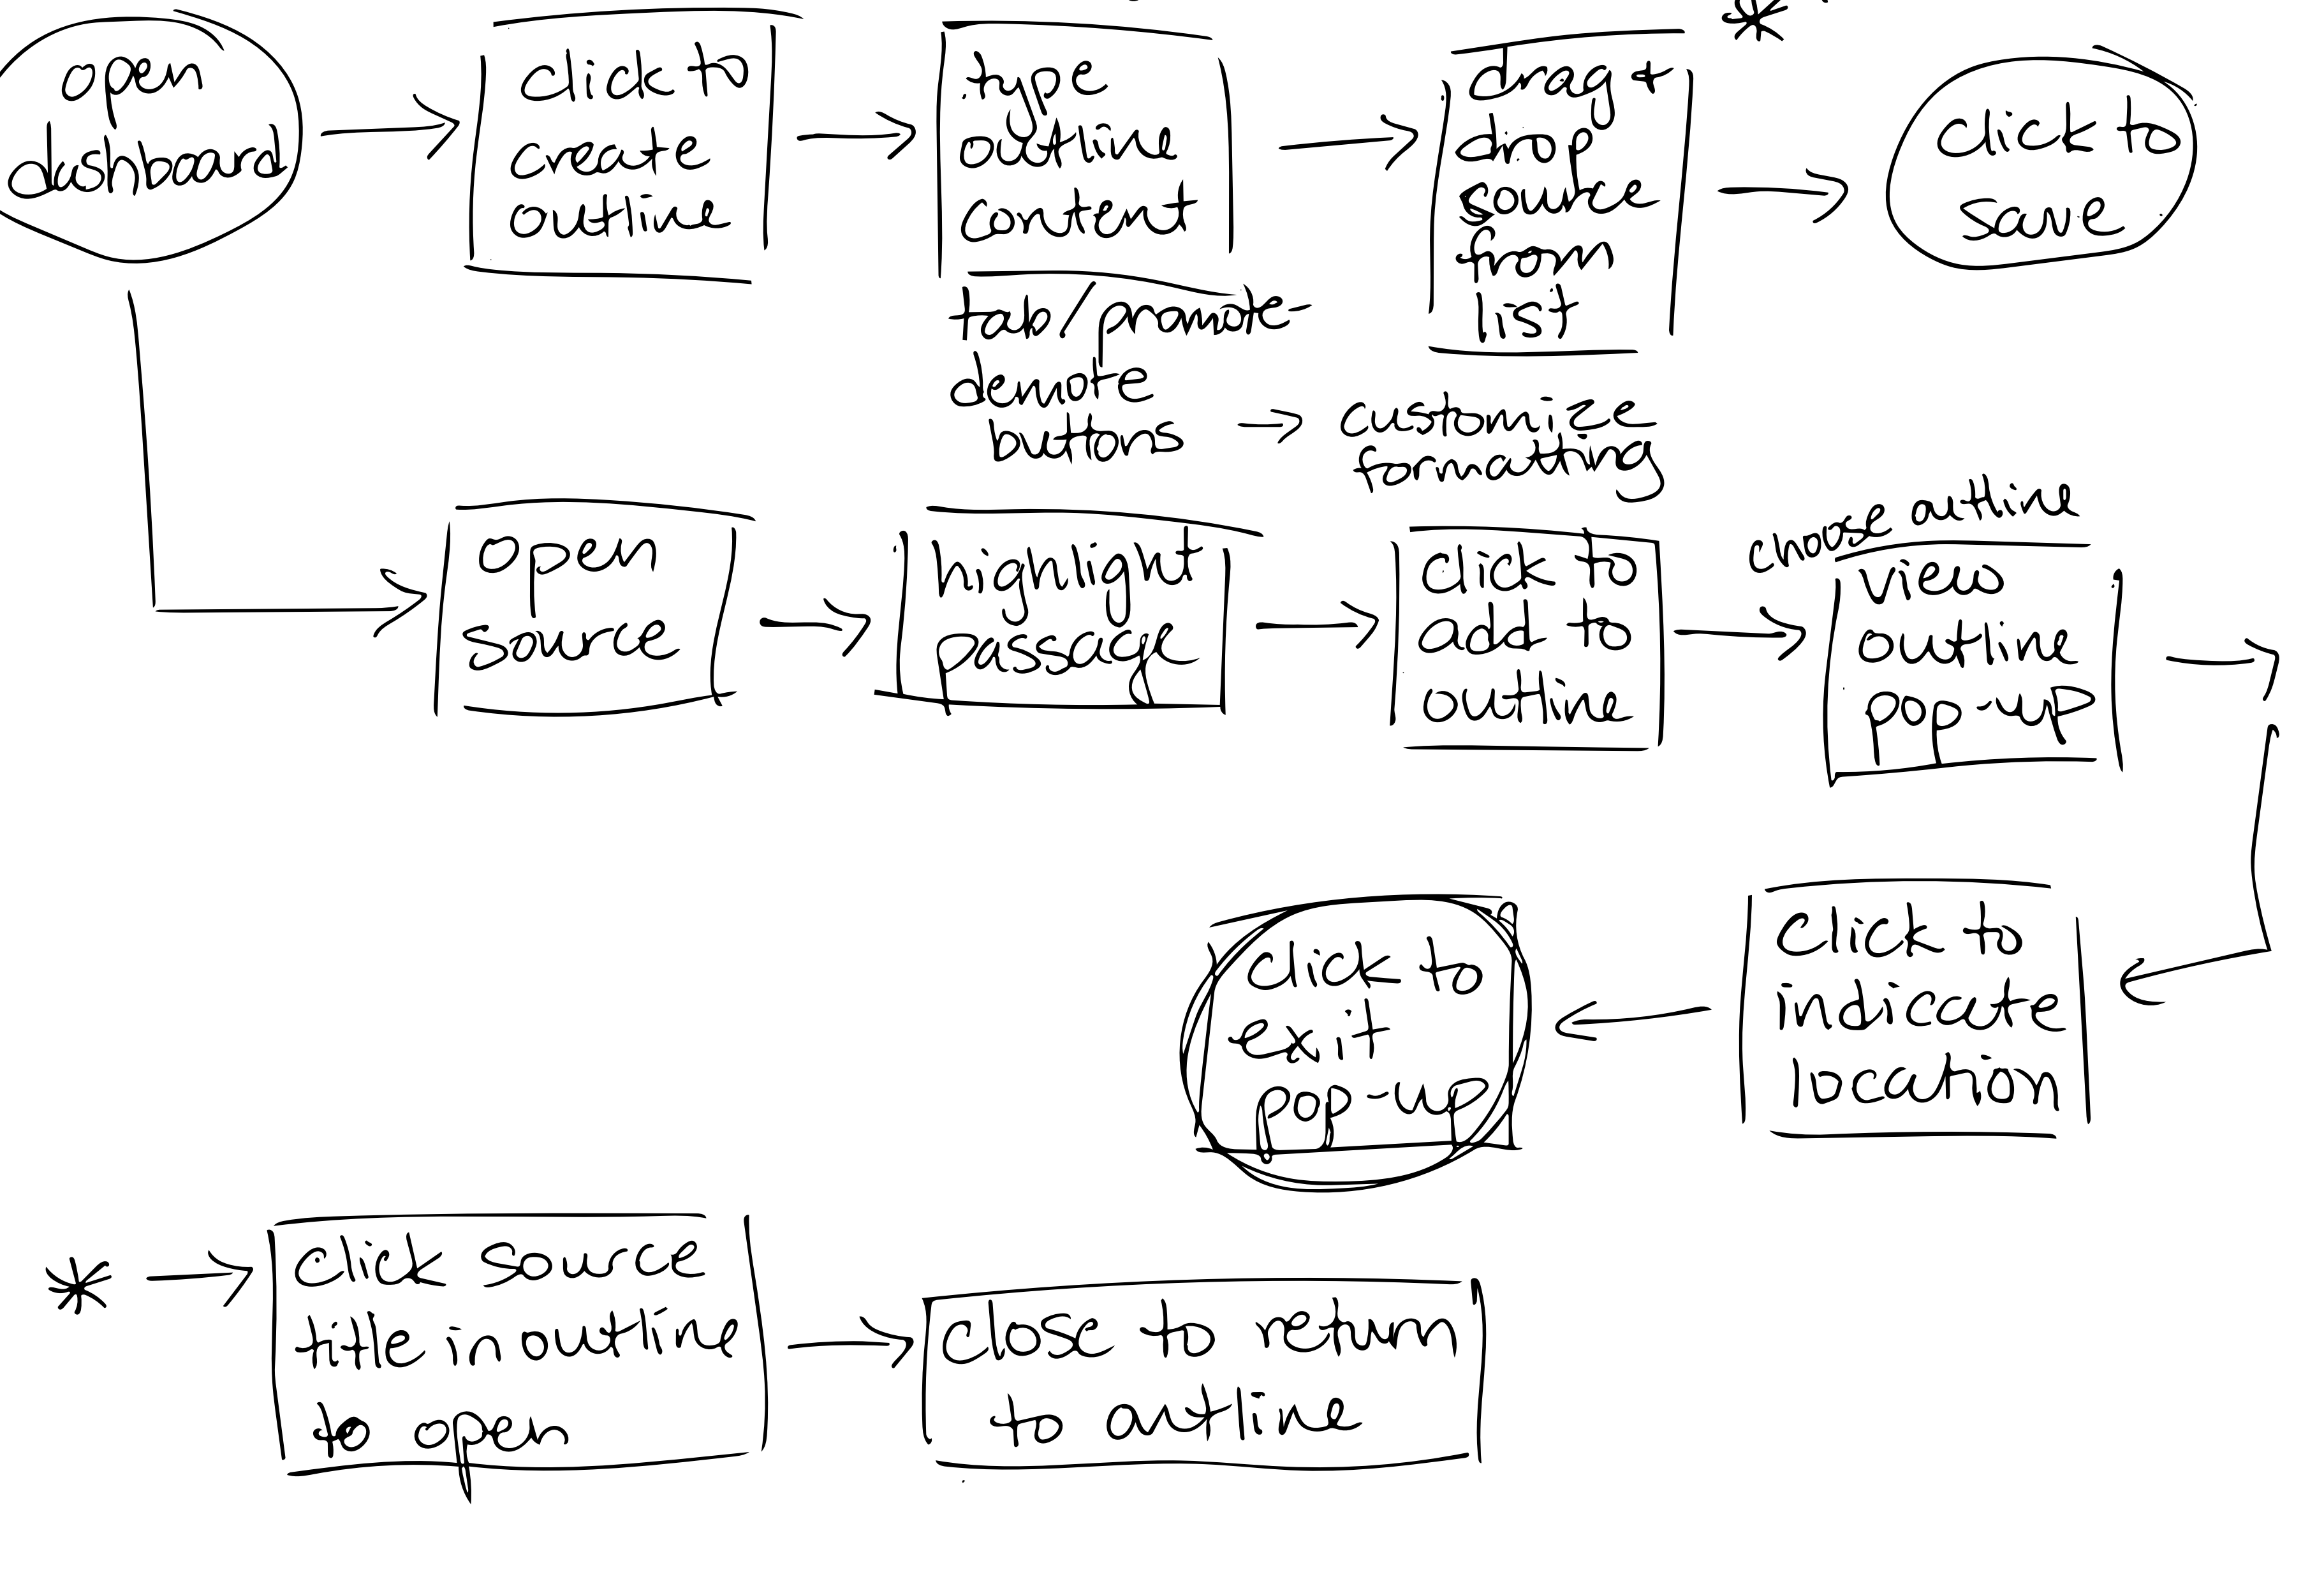 open
dashboard
click to
create
outline
type
outline
content
tab/promote-
demote
buttons
customize
formatting
drag +
drop
source
from
list
*
click to
save
open
source
highlight
passage
click to
add to
outline
choose outline
view
outline
pop-up
click to
indicate
location
click to
exit
pop-up
* click source
title in outline
to open
close to return
to outline